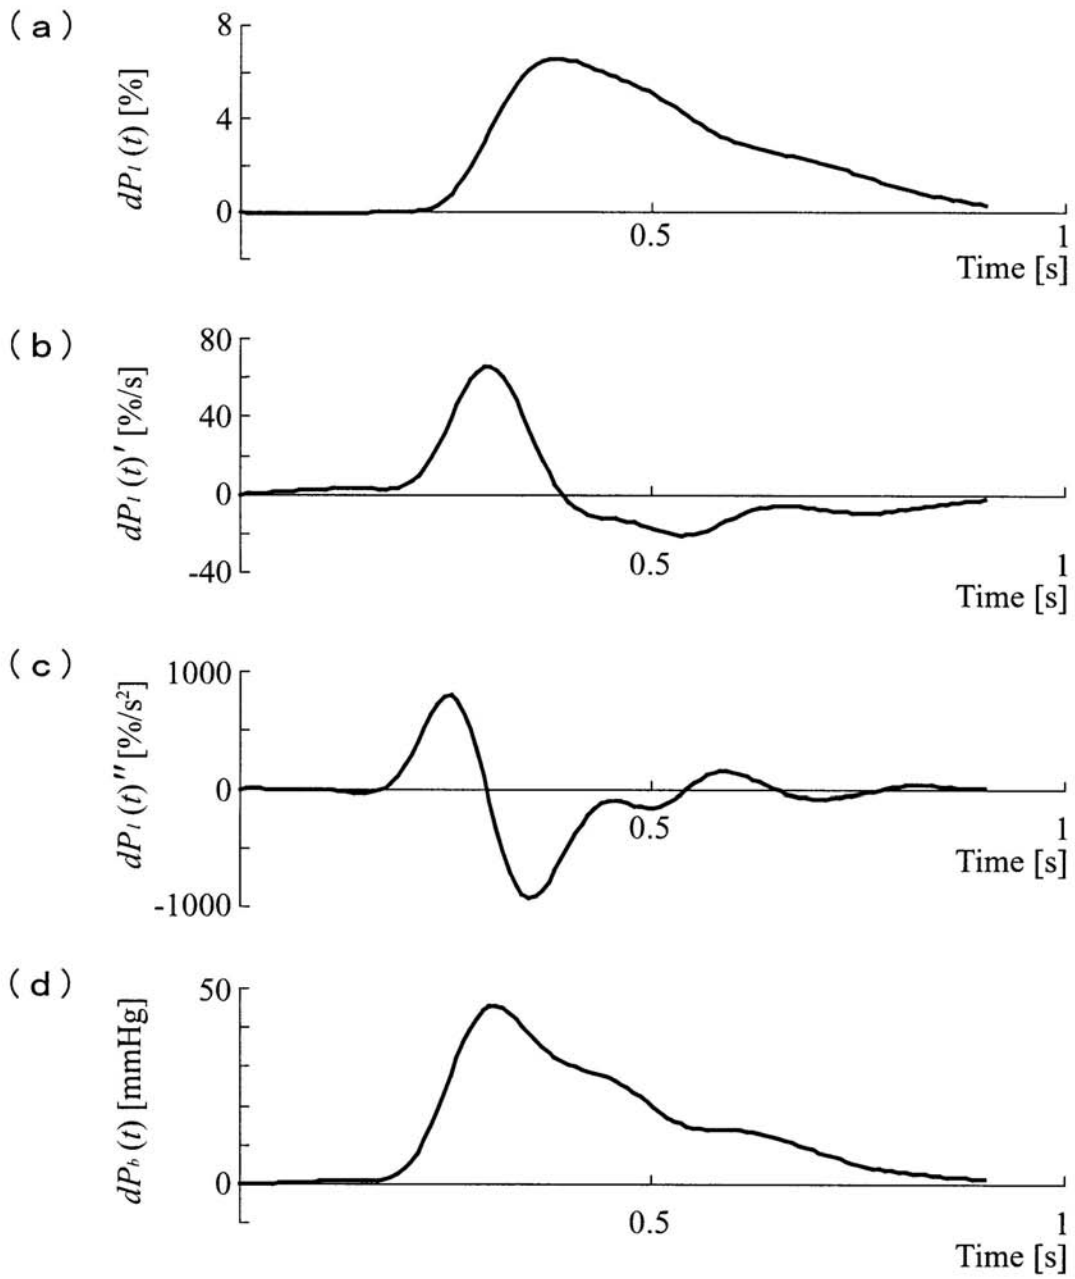 (a)
dP_l(t) [%]
8
4
0
0.5
1
Time [s]
(b)
dP_l(t)' [%/s]
80
40
0
-40
0.5
1
Time [s]
(c)
dP_l(t)'' [%/s²]
1000
0
-1000
0.5
1
Time [s]
(d)
dP_b(t) [mmHg]
50
0
0.5
1
Time [s]